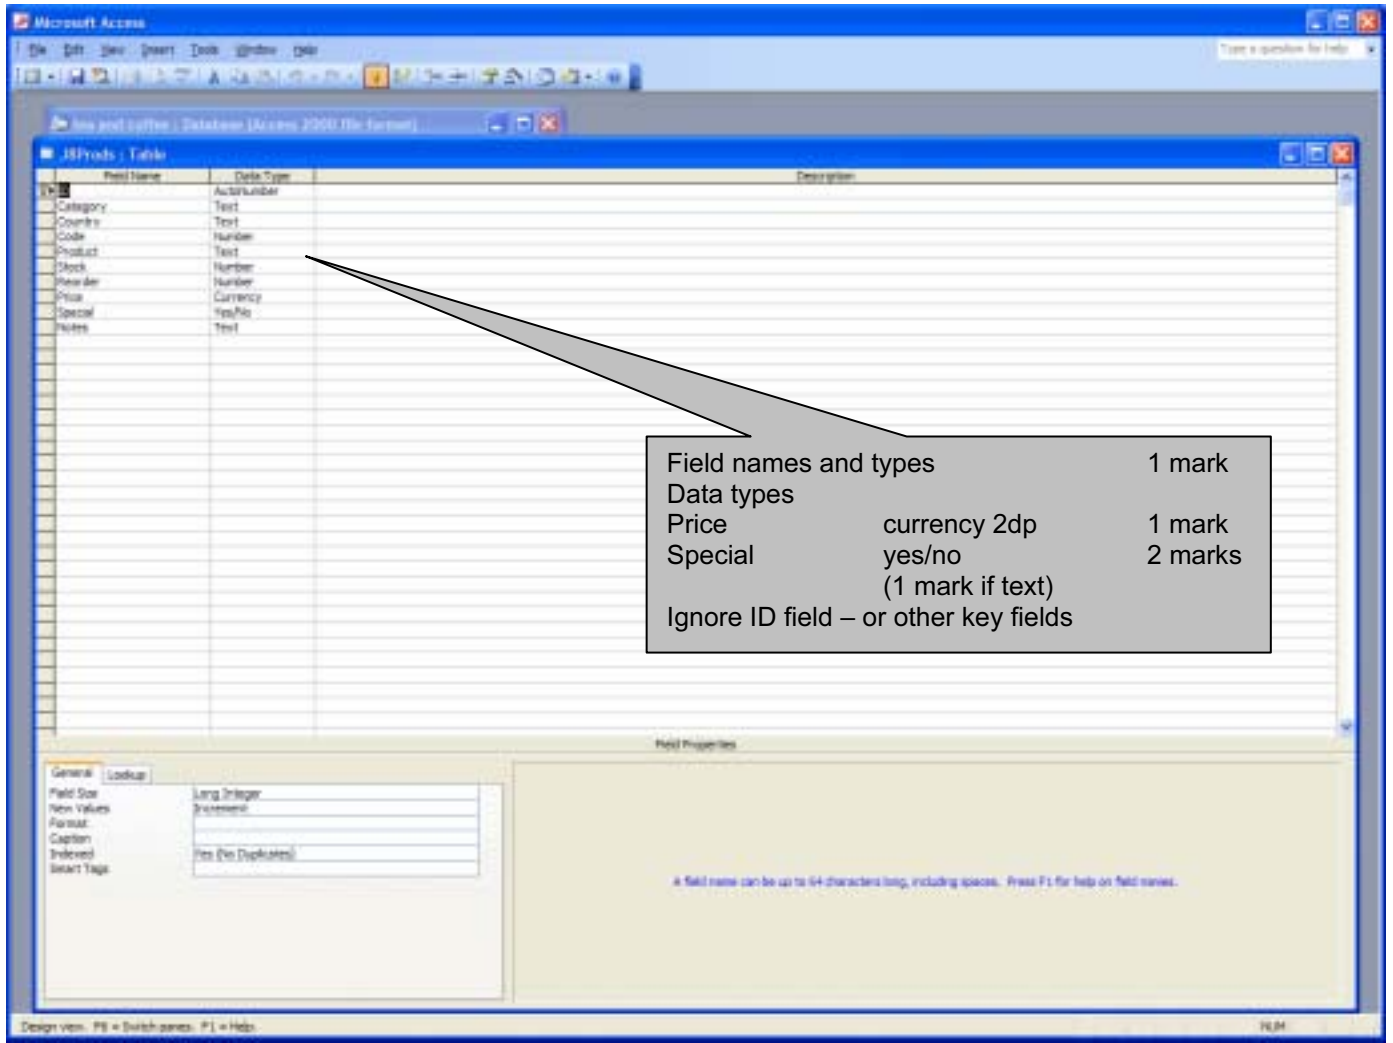 Microsoft Access
File Edit View Insert Tools Window Help
Type a question for help
tea and coffee : Database (Access 2000 file format)
J8Prods : Table
Field Name Data Type Description
ID AutoNumber
Category Text
Country Text
Code Number
Product Text
Stock Number
Reorder Number
Price Currency
Special Yes/No
Notes Text
Field names and types 1 mark
Data types
Price currency 2dp 1 mark
Special yes/no 2 marks
(1 mark if text)
Ignore ID field – or other key fields
Field Properties
General Lookup
Field Size Long Integer
New Values Increment
Format
Caption
Indexed Yes (No Duplicates)
Smart Tags
A field name can be up to 64 characters long, including spaces. Press F1 for help on field names.
Design view. F6 = Switch panes. F1 = Help. NUM